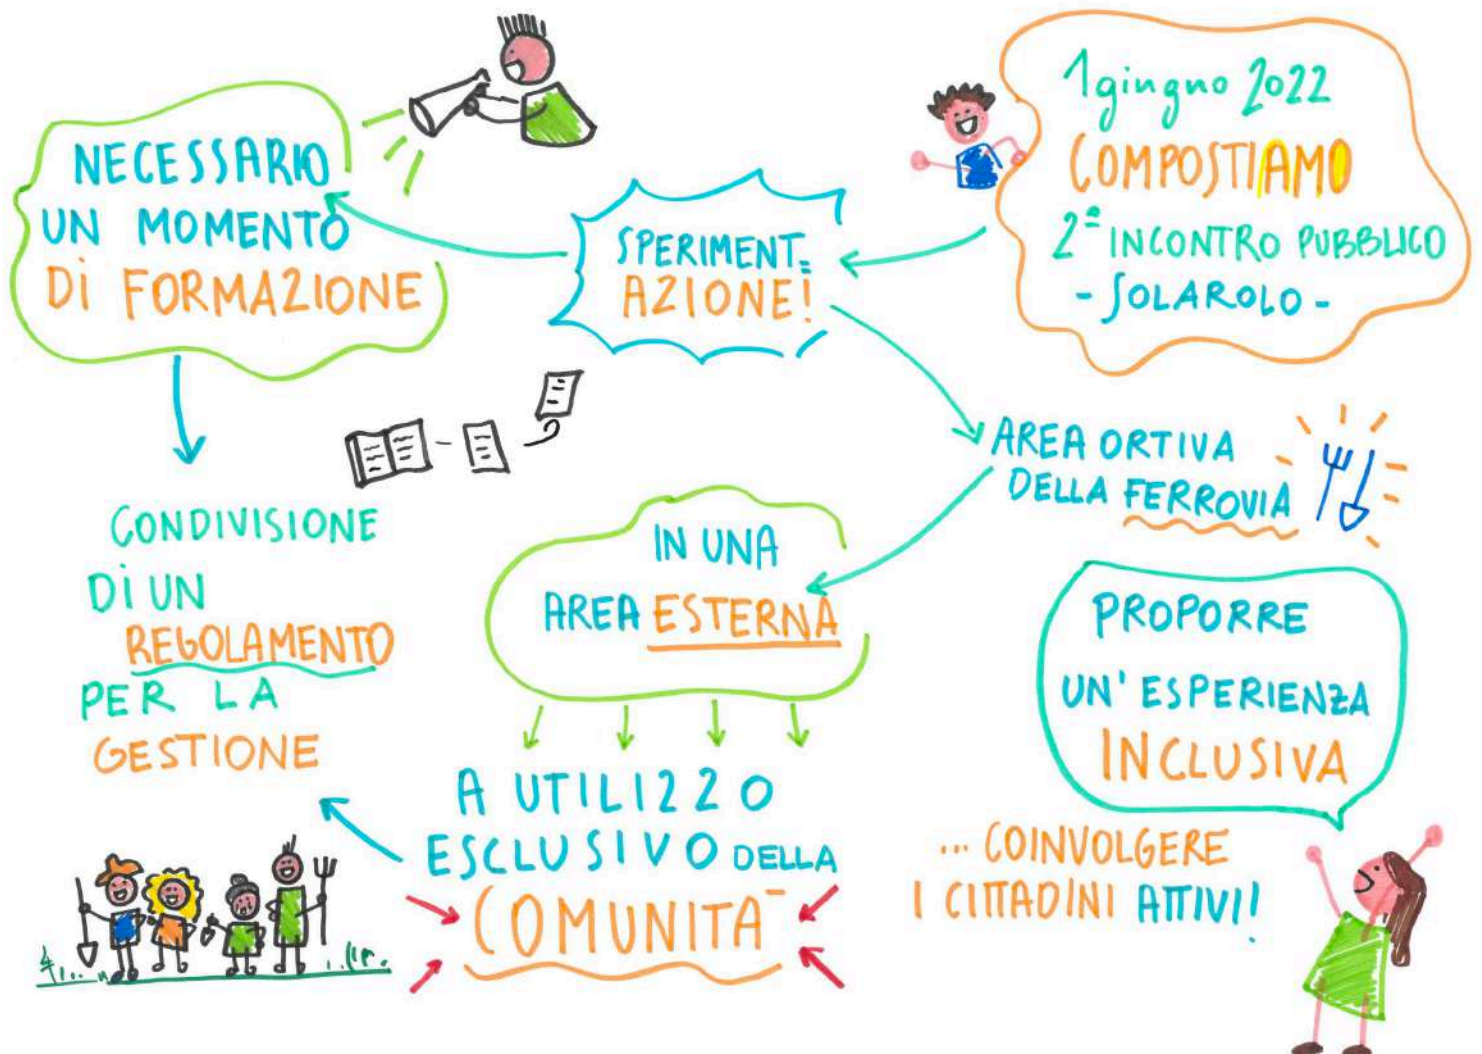 1 giugno 2022
COMPOSTIAMO
2° INCONTRO PUBBLICO
- SOLAROLO -
SPERIMENT=
AZIONE!
NECESSARIO
UN MOMENTO
DI FORMAZIONE
CONDIVISIONE
DI UN
REGOLAMENTO
PER LA
GESTIONE
AREA ORTIVA
DELLA FERROVIA
IN UNA
AREA ESTERNA
A UTILIZZO
ESCLUSIVO DELLA
COMUNITA-
PROPORRE
UN' ESPERIENZA
INCLUSIVA
... COINVOLGERE
I CITTADINI ATTIVI!